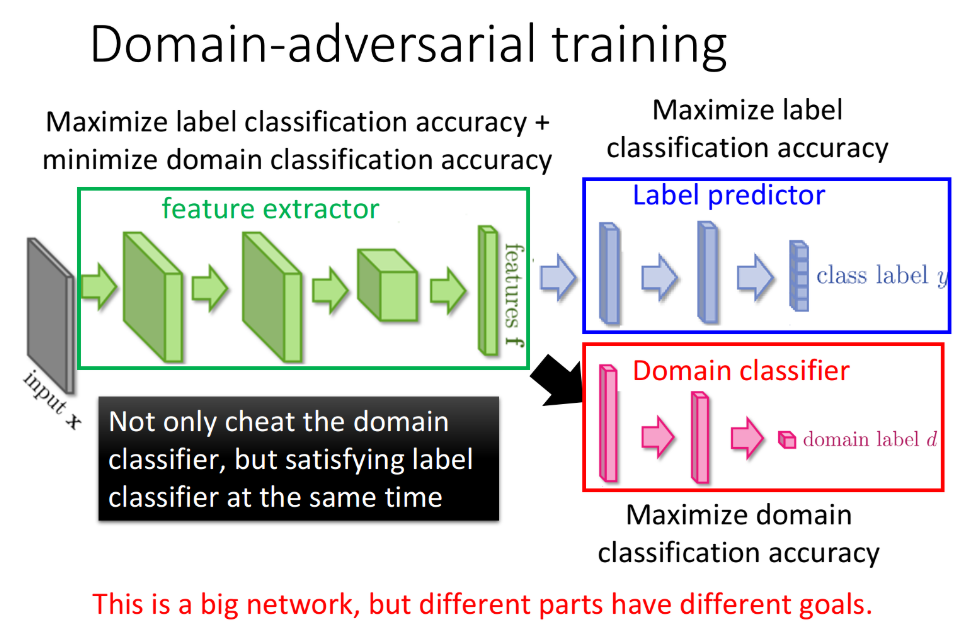 Domain-adversarial training
Maximize label classification accuracy +
minimize domain classification accuracy
Maximize label
classification accuracy
feature extractor
Label predictor
input x
features f
class label y
Domain classifier
domain label d
Not only cheat the domain
classifier, but satisfying label
classifier at the same time
Maximize domain
classification accuracy
This is a big network, but different parts have different goals.